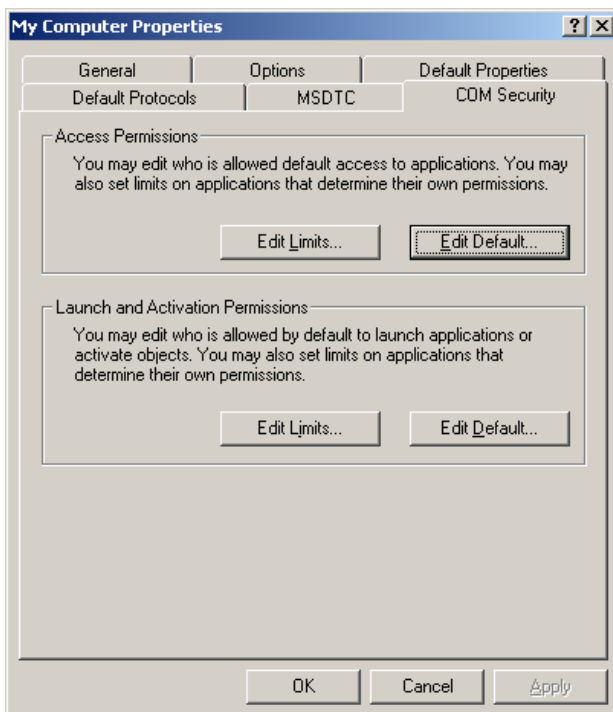 My Computer Properties
General Options Default Properties
Default Protocols MSDTC COM Security
Access Permissions
You may edit who is allowed default access to applications. You may
also set limits on applications that determine their own permissions.
Edit Limits... Edit Default...
Launch and Activation Permissions
You may edit who is allowed by default to launch applications or
activate objects. You may also set limits on applications that
determine their own permissions.
Edit Limits... Edit Default...
OK Cancel Apply